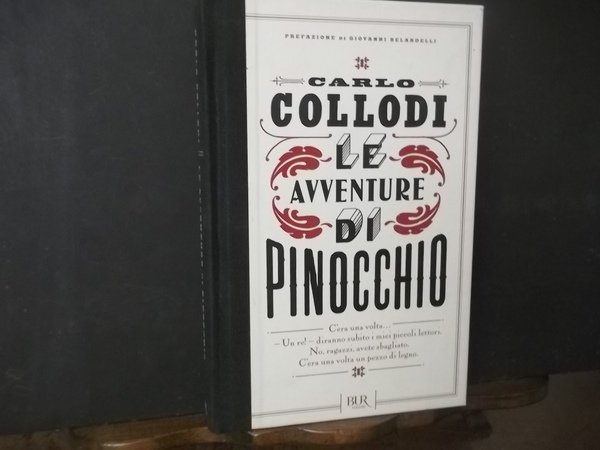 PREFAZIONE DI GIOVANNI BELARDELLI
CARLO
COLLODI
LE
AVVENTURE
DI
PINOCCHIO
C'era una volta...
– Un re! – diranno subito i miei piccoli lettori.
No, ragazzi, avete sbagliato.
C'era una volta un pezzo di legno.
BUR